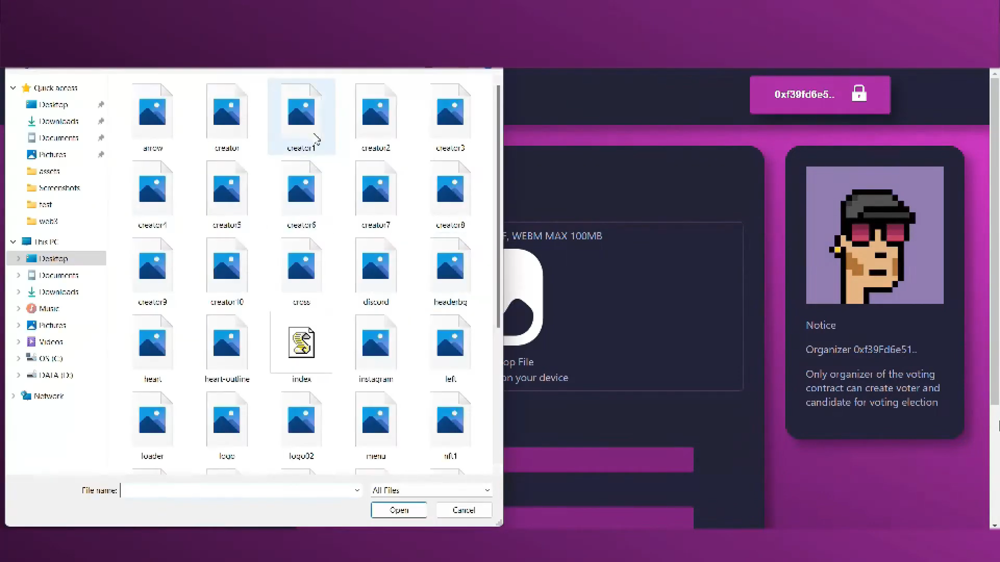 Quick access
Desktop
Downloads
Documents
Pictures
assets
Screenshots
test
web3
This PC
Desktop
Documents
Downloads
Music
Pictures
Videos
OS (C:)
DATA (D:)
Network
arrow
creator
creator1
creator2
creator3
creator4
creator5
creator6
creator7
creator8
creator9
creator10
cross
discord
headerbg
heart
heart-outline
index
instagram
left
loader
logo
logo02
menu
nft1
File name:
All Files
Open
Cancel
0xf39fd6e5..
F, WEBM MAX 100MB
op File
on your device
Notice
Organizer 0xf39Fd6e51..
Only organizer of the voting
contract can create voter and
candidate for voting election